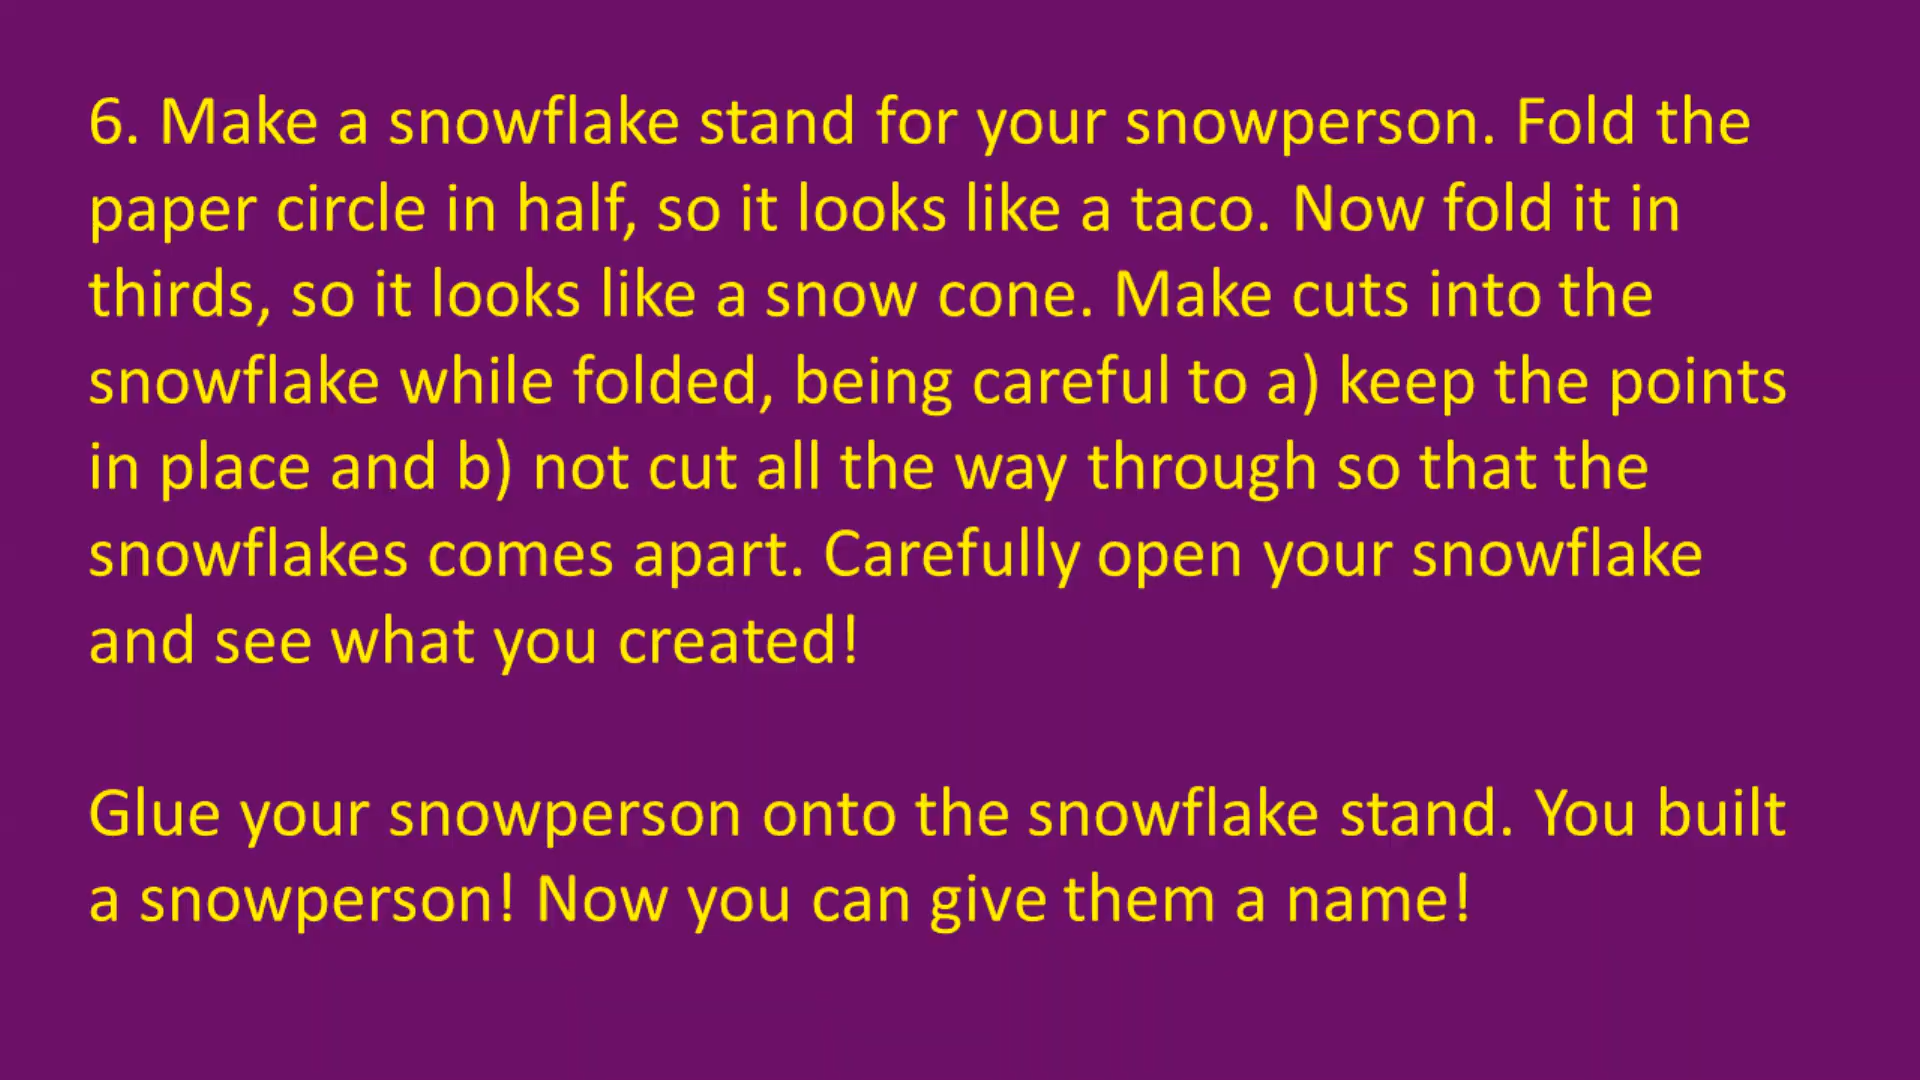 6. Make a snowflake stand for your snowperson. Fold the
paper circle in half, so it looks like a taco. Now fold it in
thirds, so it looks like a snow cone. Make cuts into the
snowflake while folded, being careful to a) keep the points
in place and b) not cut all the way through so that the
snowflakes comes apart. Carefully open your snowflake
and see what you created!
Glue your snowperson onto the snowflake stand. You built
a snowperson! Now you can give them a name!